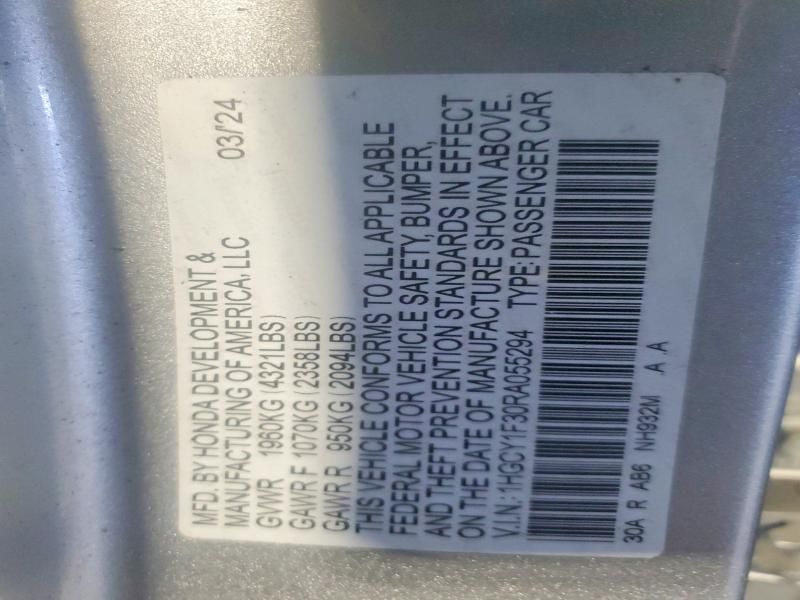 MFD. BY HONDA DEVELOPMENT &
MANUFACTURING OF AMERICA, LLC 03/24
GVWR 1960KG (4321LBS)
GAWR F 1070KG (2358LBS)
GAWR R 950KG (2094LBS)
THIS VEHICLE CONFORMS TO ALL APPLICABLE
FEDERAL MOTOR VEHICLE SAFETY, BUMPER,
AND THEFT PREVENTION STANDARDS IN EFFECT
ON THE DATE OF MANUFACTURE SHOWN ABOVE.
V.I.N.: 1HGCY1F30RA055294 TYPE: PASSENGER CAR
30A R AB6 NH932M A A